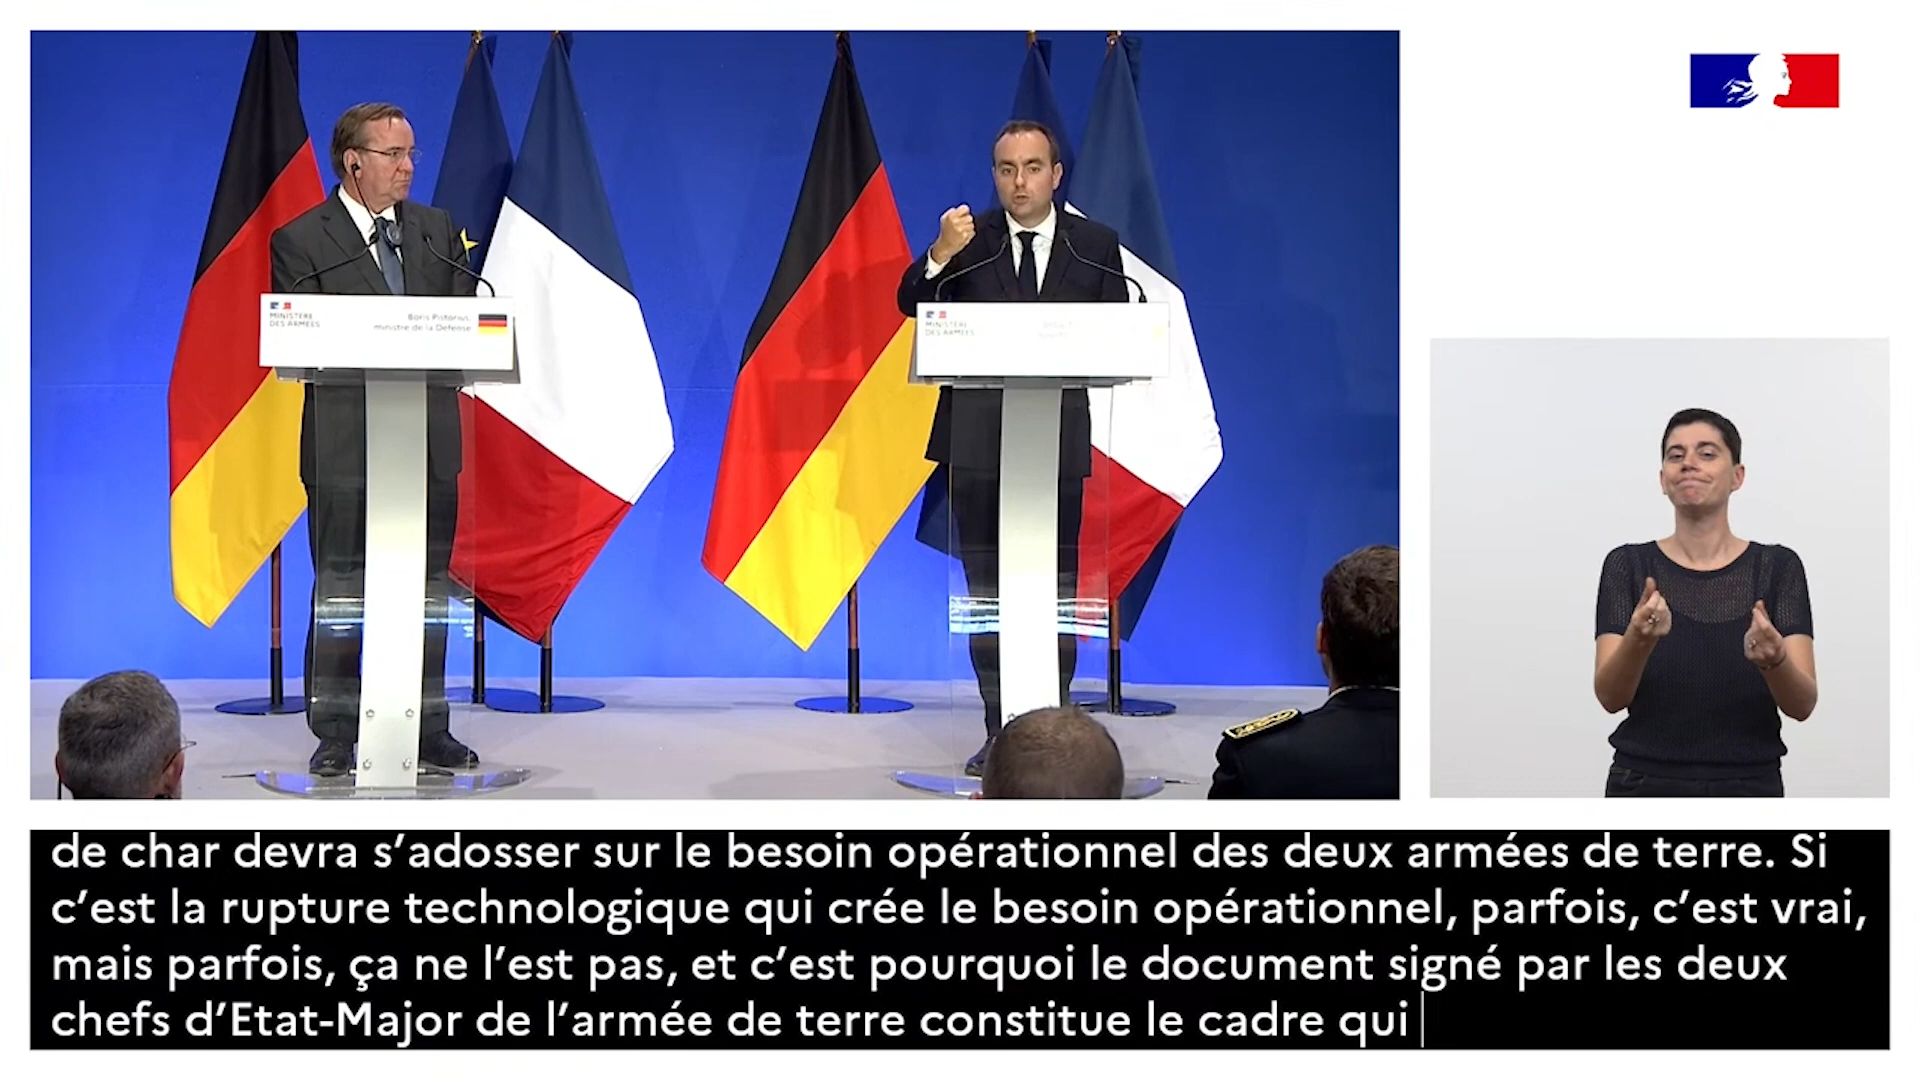 MINISTÈRE
DES ARMÉES
Boris Pistorius,
ministre de la Défense
MINISTÈRE
DES ARMÉES
de char devra s’adosser sur le besoin opérationnel des deux armées de terre. Si
c’est la rupture technologique qui crée le besoin opérationnel, parfois, c’est vrai,
mais parfois, ça ne l’est pas, et c’est pourquoi le document signé par les deux
chefs d’Etat-Major de l’armée de terre constitue le cadre qui